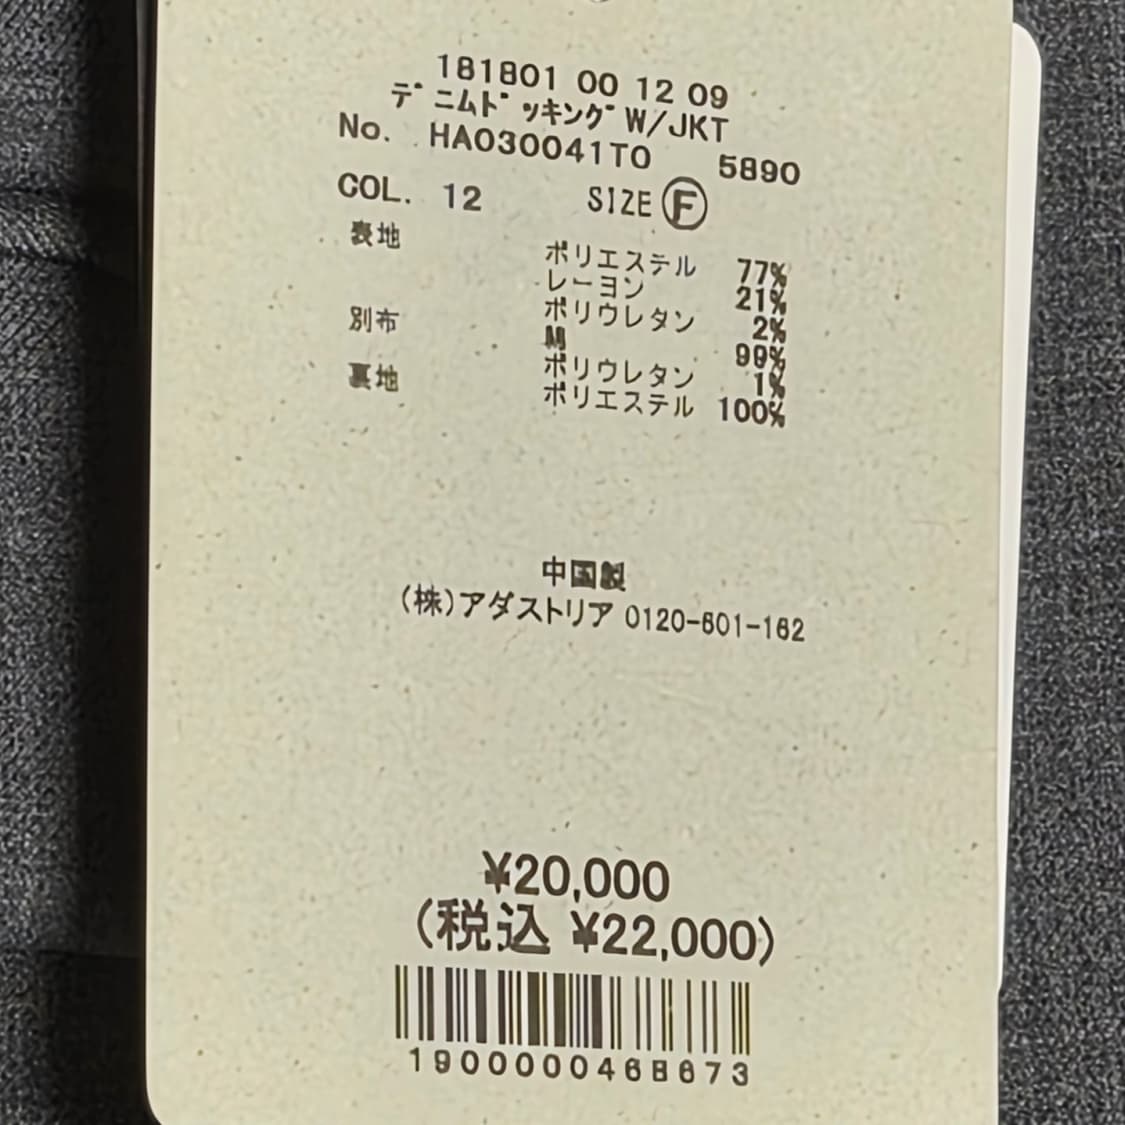 181801 00 12 09
デニムドッキングW/JKT
No. HA030041TO 5890
COL. 12 SIZE Ⓕ
表地 ポリエステル 77%
レーヨン 21%
ポリウレタン 2%
別布 綿 99%
ポリウレタン 1%
裏地 ポリエステル 100%
中国製
(株)アダストリア 0120-601-162
¥20,000
(税込 ¥22,000)
1900000468673